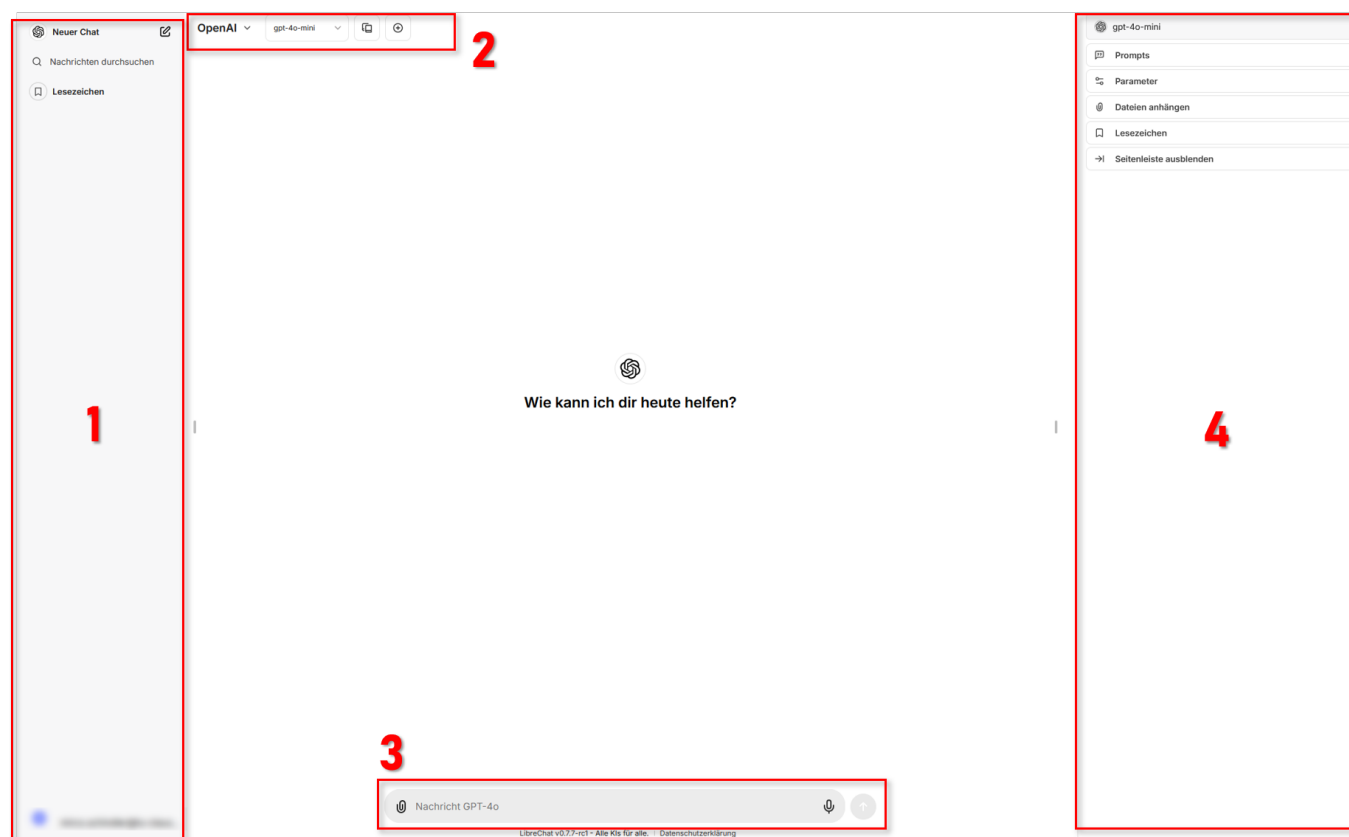 Neuer Chat
Nachrichten durchsuchen
Lesezeichen
1
OpenAI
gpt-4o-mini
2
Wie kann ich dir heute helfen?
3
Nachricht GPT-4o
LibreChat v0.7.7-rc1 - Alle KIs für alle. | Datenschutzerklärung
gpt-4o-mini
Prompts
Parameter
Dateien anhängen
Lesezeichen
Seitenleiste ausblenden
4